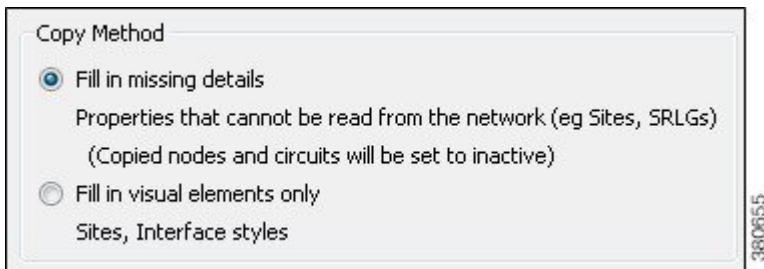 Copy Method
Fill in missing details
Properties that cannot be read from the network (eg Sites, SRLGs)
(Copied nodes and circuits will be set to inactive)
Fill in visual elements only
Sites, Interface styles
380655